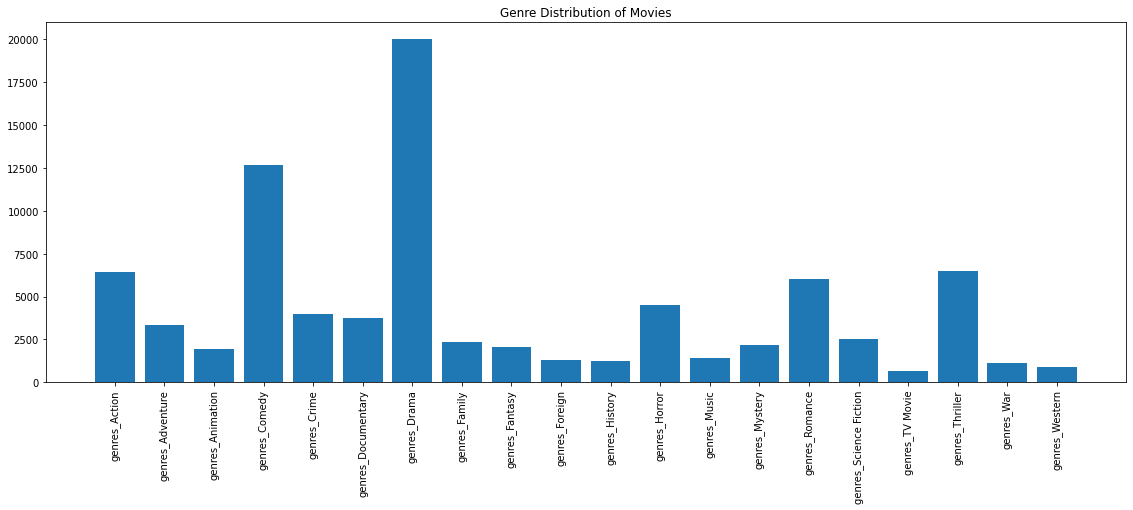 Genre Distribution of Movies
20000
17500
15000
12500
10000
7500
5000
2500
0
genres_Action
genres_Adventure
genres_Animation
genres_Comedy
genres_Crime
genres_Documentary
genres_Drama
genres_Family
genres_Fantasy
genres_Foreign
genres_History
genres_Horror
genres_Music
genres_Mystery
genres_Romance
genres_Science Fiction
genres_TV Movie
genres_Thriller
genres_War
genres_Western